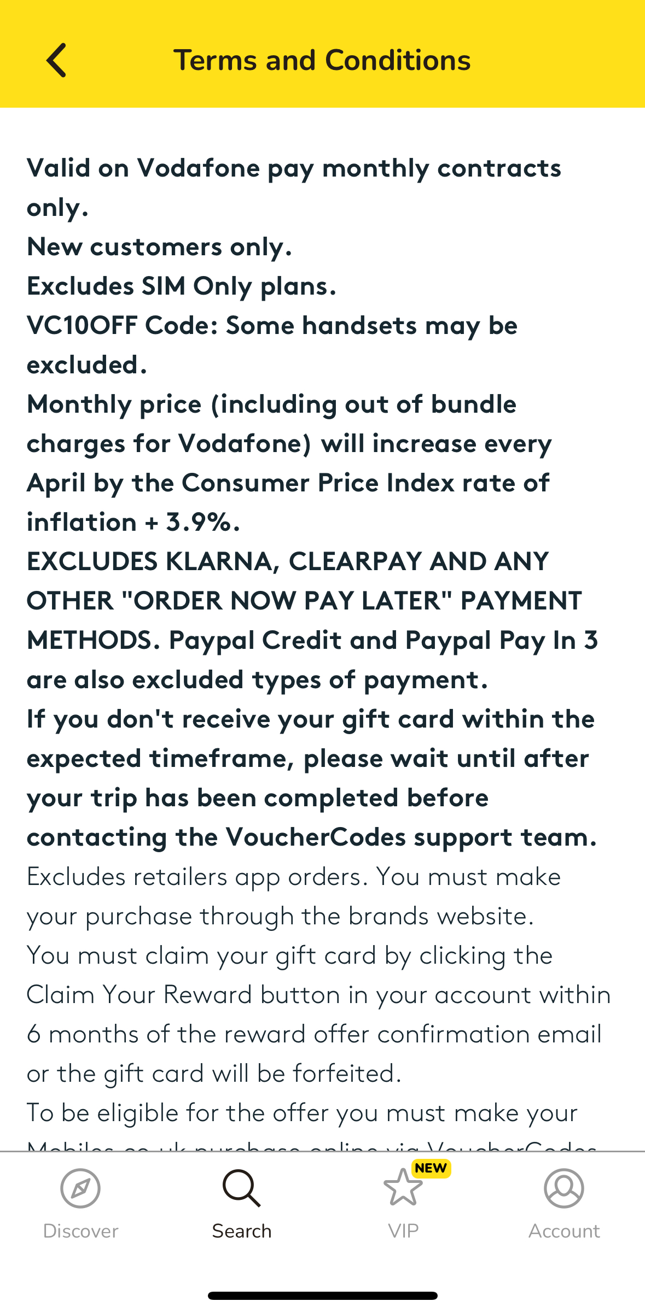 Terms and Conditions
Valid on Vodafone pay monthly contracts
only.
New customers only.
Excludes SIM Only plans.
VC10OFF Code: Some handsets may be
excluded.
Monthly price (including out of bundle
charges for Vodafone) will increase every
April by the Consumer Price Index rate of
inflation + 3.9%.
EXCLUDES KLARNA, CLEARPAY AND ANY
OTHER "ORDER NOW PAY LATER" PAYMENT
METHODS. Paypal Credit and Paypal Pay In 3
are also excluded types of payment.
If you don't receive your gift card within the
expected timeframe, please wait until after
your trip has been completed before
contacting the VoucherCodes support team.
Excludes retailers app orders. You must make
your purchase through the brands website.
You must claim your gift card by clicking the
Claim Your Reward button in your account within
6 months of the reward offer confirmation email
or the gift card will be forfeited.
To be eligible for the offer you must make your
Mobiles.co.uk purchase online via VoucherCodes
NEW
Discover
Search
VIP
Account